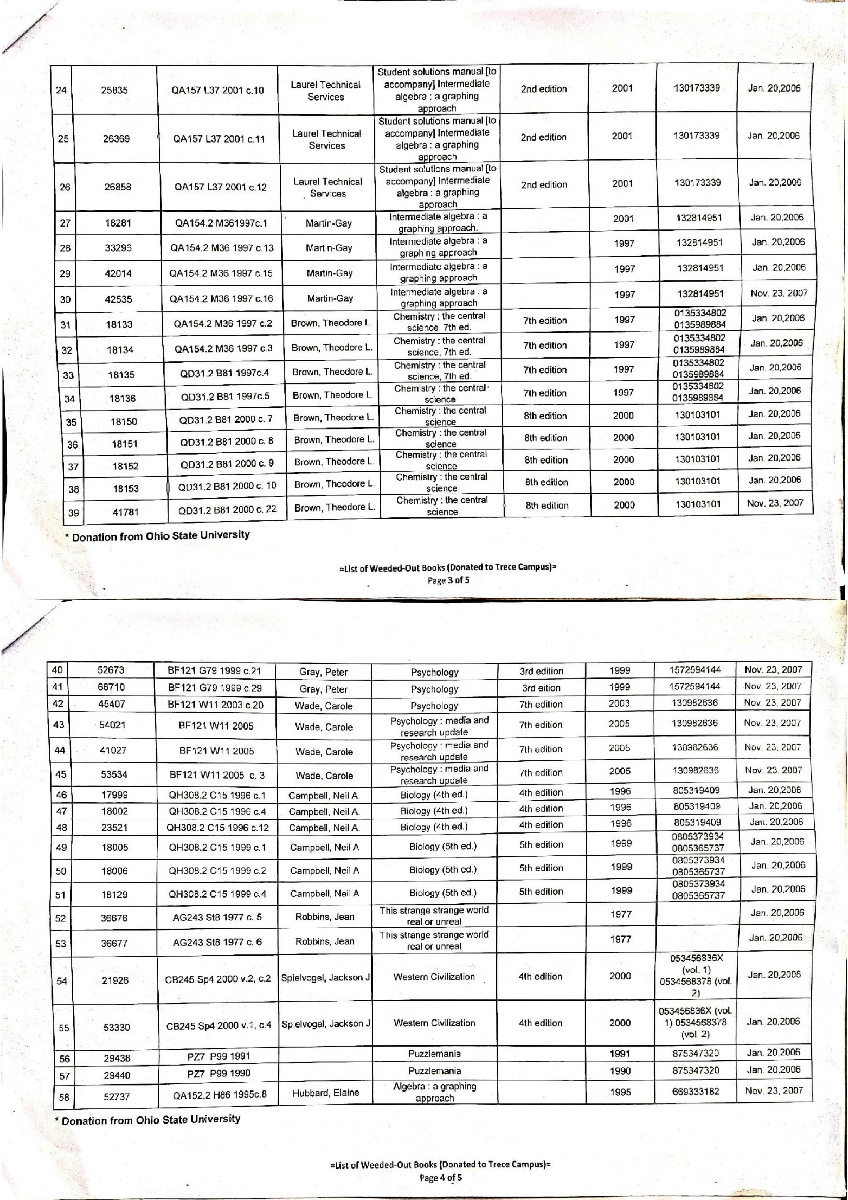 24 25835 QA157 L37 2001 c.10 Laurel Technical Services Student solutions manual [to accompany] Intermediate algebra : a graphing approach 2nd edition 2001 130173339 Jan. 20,2006
25 26369 QA157 L37 2001 c.11 Laurel Technical Services Student solutions manual [to accompany] Intermediate algebra : a graphing approach 2nd edition 2001 130173339 Jan. 20,2006
26 26858 QA157 L37 2001 c.12 Laurel Technical Services Student solutions manual [to accompany] Intermediate algebra : a graphing approach 2nd edition 2001 130173339 Jan. 20,2006
27 18281 QA154.2 M361997c.1 Martin-Gay Intermediate algebra : a graphing approach. 2001 132814951 Jan. 20,2006
28 33293 QA154.2 M36 1997 c.13 Martin-Gay Intermediate algebra : a graphing approach 1997 132814951 Jan. 20,2006
29 42014 QA154.2 M36 1997 c.15 Martin-Gay Intermediate algebra : a graphing approach 1997 132814951 Jan. 20,2006
30 42535 QA154.2 M36 1997 c.16 Martin-Gay Intermediate algebra : a graphing approach 1997 132814951 Nov. 23, 2007
31 18133 QA154.2 M36 1997 c.2 Brown, Theodore L. Chemistry : the central science, 7th ed. 7th edition 1997 0135334802 0135989884 Jan. 20,2006
32 18134 QA154.2 M36 1997 c.3 Brown, Theodore L. Chemistry : the central science, 7th ed. 7th edition 1997 0135334802 0135989884 Jan. 20,2006
33 18135 QD31.2 B81 1997c.4 Brown, Theodore L. Chemistry : the central science, 7th ed. 7th edition 1997 0135334802 0135989884 Jan. 20,2006
34 18136 QD31.2 B81 1997c.5 Brown, Theodore L. Chemistry : the central science 7th edition 1997 0135334802 0135989884 Jan. 20,2006
35 18150 QD31.2 B81 2000 c. 7 Brown, Theodore L. Chemistry : the central science 8th edition 2000 130103101 Jan. 20,2006
36 18151 QD31.2 B81 2000 c. 8 Brown, Theodore L. Chemistry : the central science 8th edition 2000 130103101 Jan. 20,2006
37 18152 QD31.2 B81 2000 c. 9 Brown, Theodore L. Chemistry : the central science 8th edition 2000 130103101 Jan. 20,2006
38 18153 QD31.2 B81 2000 c. 10 Brown, Theodore L. Chemistry : the central science 8th edition 2000 130103101 Jan. 20,2006
39 41781 QD31.2 B81 2000 c. 22 Brown, Theodore L. Chemistry : the central science 8th edition 2000 130103101 Nov. 23, 2007
* Donation from Ohio State University
=List of Weeded-Out Books (Donated to Trece Campus)=
Page 3 of 5
40 52673 BF121 G79 1999 c.21 Gray, Peter Psychology 3rd edition 1999 1572594144 Nov. 23, 2007
41 66710 BF121 G79 1999 c.29 Gray, Peter Psychology 3rd eition 1999 1572594144 Nov. 23, 2007
42 46407 BF121 W11 2003 c.20 Wade, Carole Psychology 7th edition 2003 130982636 Nov. 23, 2007
43 54021 BF121 W11 2005 Wade, Carole Psychology : media and research update 7th edition 2005 130982636 Nov. 23, 2007
44 41027 BF121 W11 2005 Wade, Carole Psychology : media and research update 7th edition 2005 130982636 Nov. 23, 2007
45 53534 BF121 W11 2005 c. 3 Wade, Carole Psychology : media and research update 7th edition 2005 130982636 Nov. 23, 2007
46 17999 QH308.2 C15 1996 c.1 Campbell, Neil A. Biology (4th ed.) 4th edition 1996 805319409 Jan. 20,2006
47 18002 QH308.2 C15 1996 c.4 Campbell, Neil A. Biology (4th ed.) 4th edition 1996 805319409 Jan. 20,2006
48 23521 QH308.2 C15 1996 c.12 Campbell, Neil A. Biology (4th ed.) 4th edition 1996 805319409 Jan. 20,2006
49 18005 QH308.2 C15 1999 c.1 Campbell, Neil A Biology (5th ed.) 5th edition 1999 0805373934 0805365737 Jan. 20,2006
50 18006 QH308.2 C15 1999 c.2 Campbell, Neil A Biology (5th ed.) 5th edition 1999 0805373934 0805365737 Jan. 20,2006
51 18129 QH308.2 C15 1999 c.4 Campbell, Neil A Biology (5th ed.) 5th edition 1999 0805373934 0805365737 Jan. 20,2006
52 36676 AG243 St8 1977 c. 5 Robbins, Jean This strange strange world real or unreal 1977 Jan. 20,2006
53 36677 AG243 St8 1977 c. 6 Robbins, Jean This strange strange world real or unreal 1977 Jan. 20,2006
54 21926 CB245 Sp4 2000 v.2, c.2 Spielvogel, Jackson J Western Civilization 4th edition 2000 053456836X (vol. 1) 0534568378 (vol. 2) Jan. 20,2006
55 53330 CB245 Sp4 2000 v.1, c.4 Spielvogel, Jackson J Western Civilization 4th edition 2000 053456836X (vol. 1) 0534568378 (vol. 2) Jan. 20,2006
56 29438 PZ7 P99 1991 Puzzlemania 1991 875347320 Jan. 20,2006
57 29440 PZ7 P99 1990 Puzzlemania 1990 875347320 Jan. 20,2006
58 52737 QA152.2 H86 1995c.8 Hubbard, Elaine Algebra : a graphing approach 1995 669333182 Nov. 23, 2007
* Donation from Ohio State University
=List of Weeded-Out Books (Donated to Trece Campus)=
Page 4 of 5